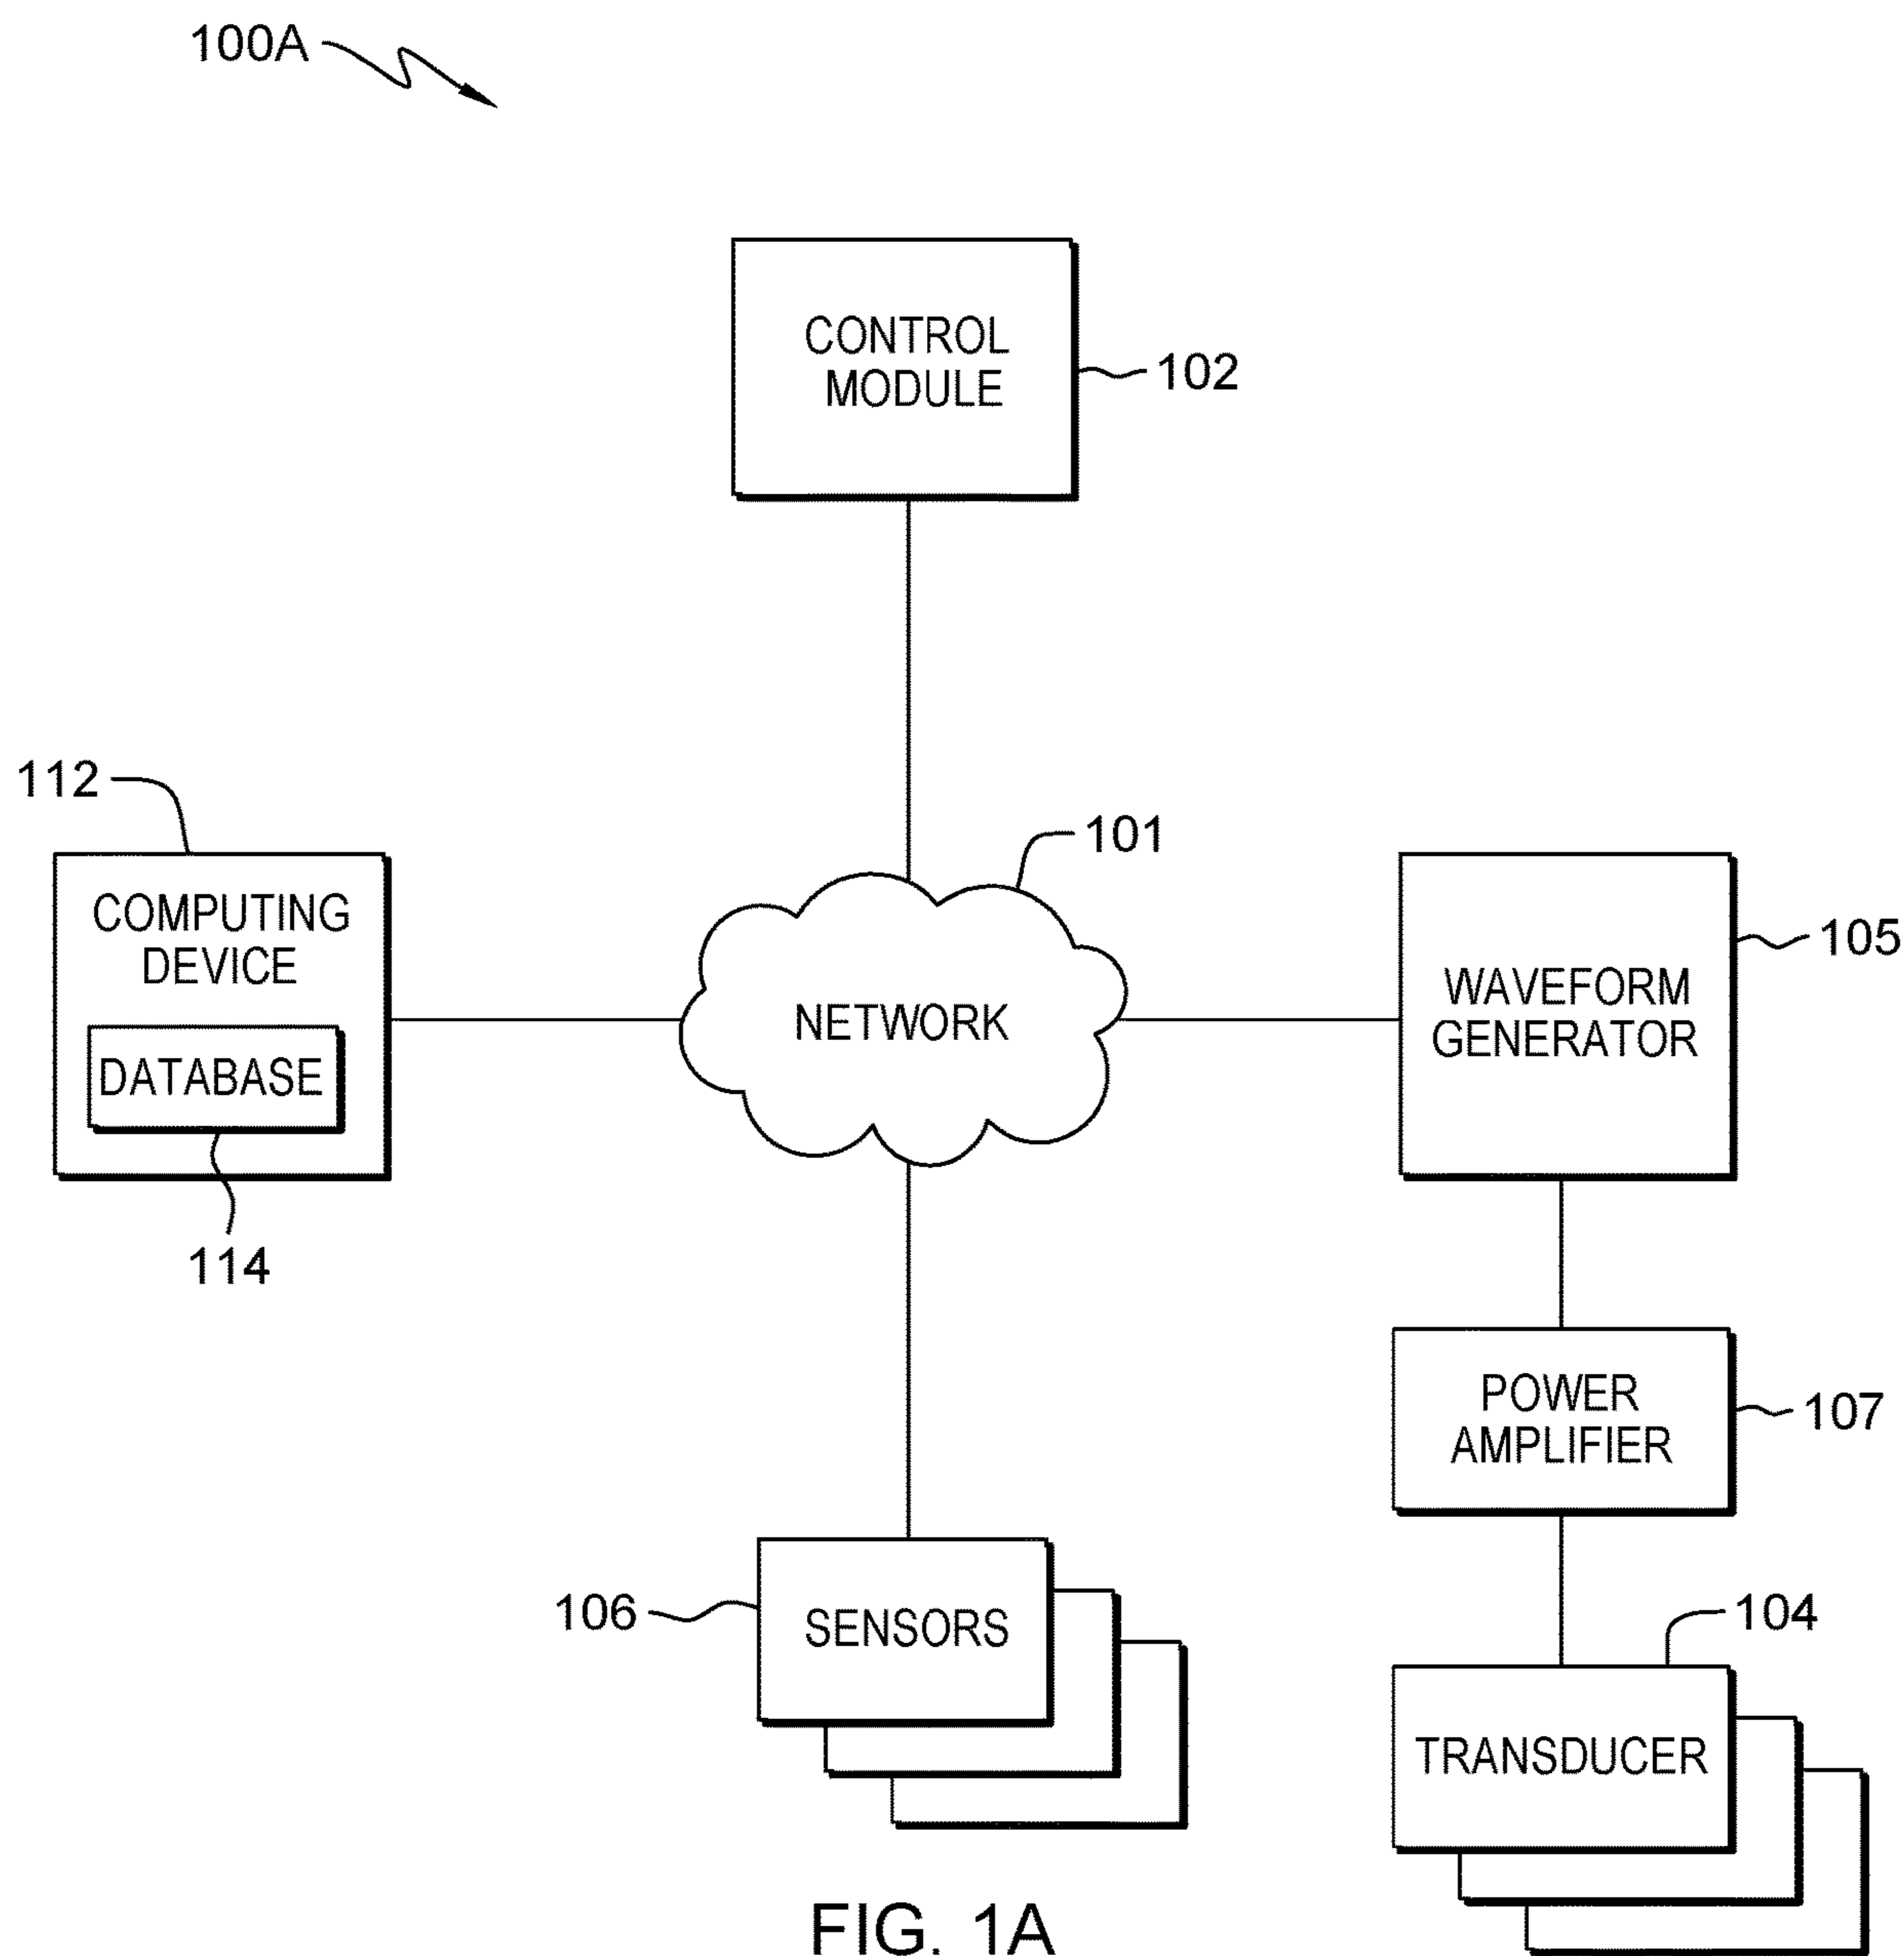 100A
CONTROL
MODULE
102
112
101
COMPUTING
DEVICE
105
WAVEFORM
GENERATOR
NETWORK
DATABASE
114
POWER
AMPLIFIER
107
106
SENSORS
104
TRANSDUCER
FIG. 1A